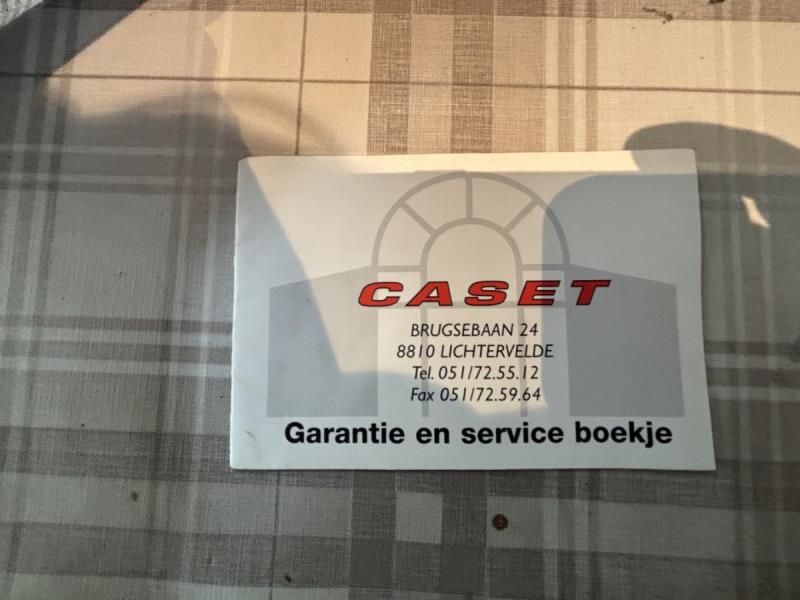 CASET
BRUGSEBAAN 24
8810 LICHTERVELDE
Tel. 051/72.55.12
Fax 051/72.59.64
Garantie en service boekje